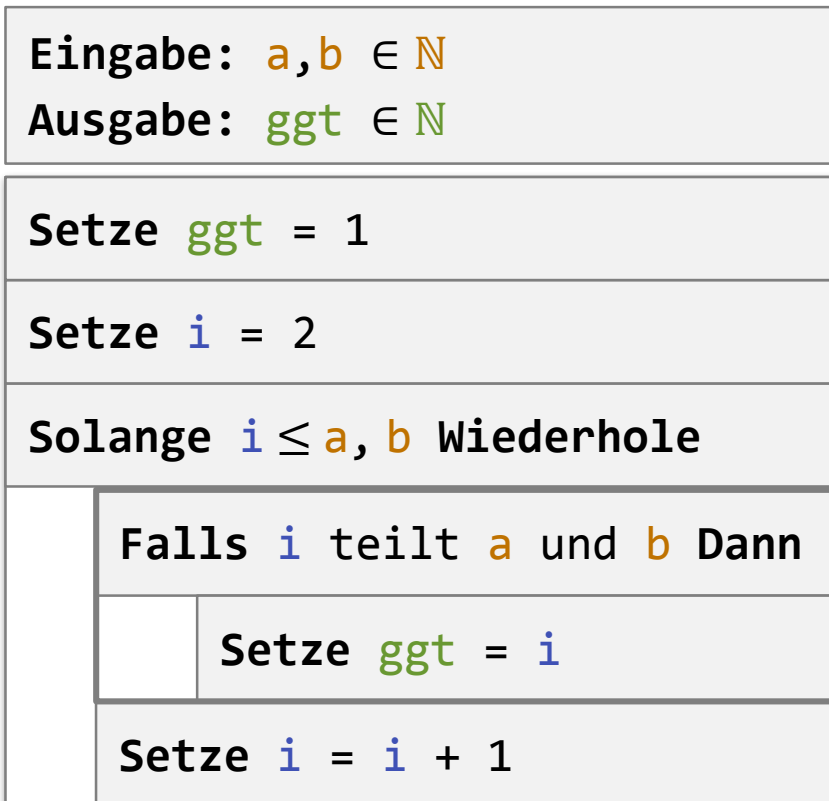 Eingabe: a,b ∈ ℕ
Ausgabe: ggt ∈ ℕ
Setze ggt = 1
Setze i = 2
Solange i ≤ a, b Wiederhole
Falls i teilt a und b Dann
Setze ggt = i
Setze i = i + 1